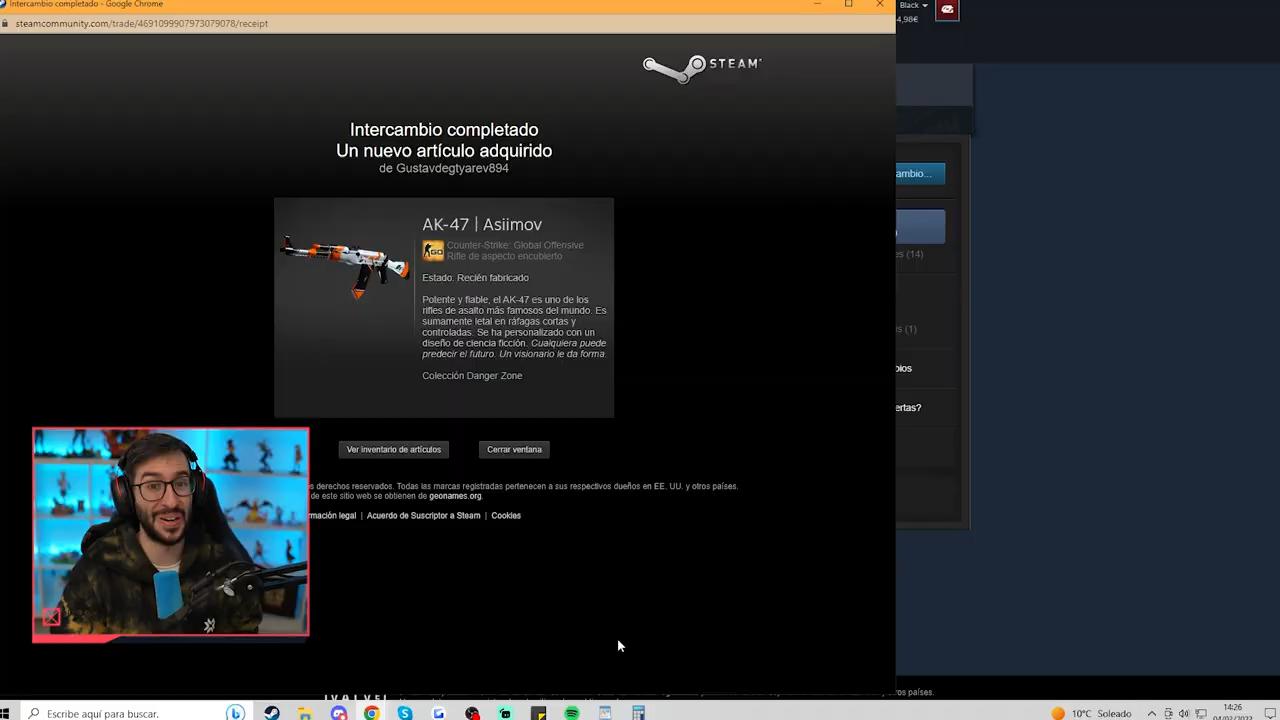 Intercambio completado - Google Chrome
steamcommunity.com/trade/4691099907973079078/receipt
Black
4,98€
STEAM
Intercambio completado
Un nuevo artículo adquirido
de Gustavdegtyarev894
ambio...
AK-47 | Asiimov
Counter-Strike: Global Offensive
Rifle de aspecto encubierto
es (14)
Estado: Recién fabricado
Potente y fiable, el AK-47 es uno de los
rifles de asalto más famosos del mundo. Es
sumamente letal en ráfagas cortas y
controladas. Se ha personalizado con un
diseño de ciencia ficción. Cualquiera puede
predecir el futuro. Un visionario le da forma.
s (1)
bios
Colección Danger Zone
ertas?
Ver inventario de artículos
Cerrar ventana
s derechos reservados. Todas las marcas registradas pertenecen a sus respectivos dueños en EE. UU. y otros países.
de este sitio web se obtienen de geonames.org.
rmación legal | Acuerdo de Suscriptor a Steam | Cookies
ros países.
Escribe aquí para buscar.
10°C Soleado
14:26